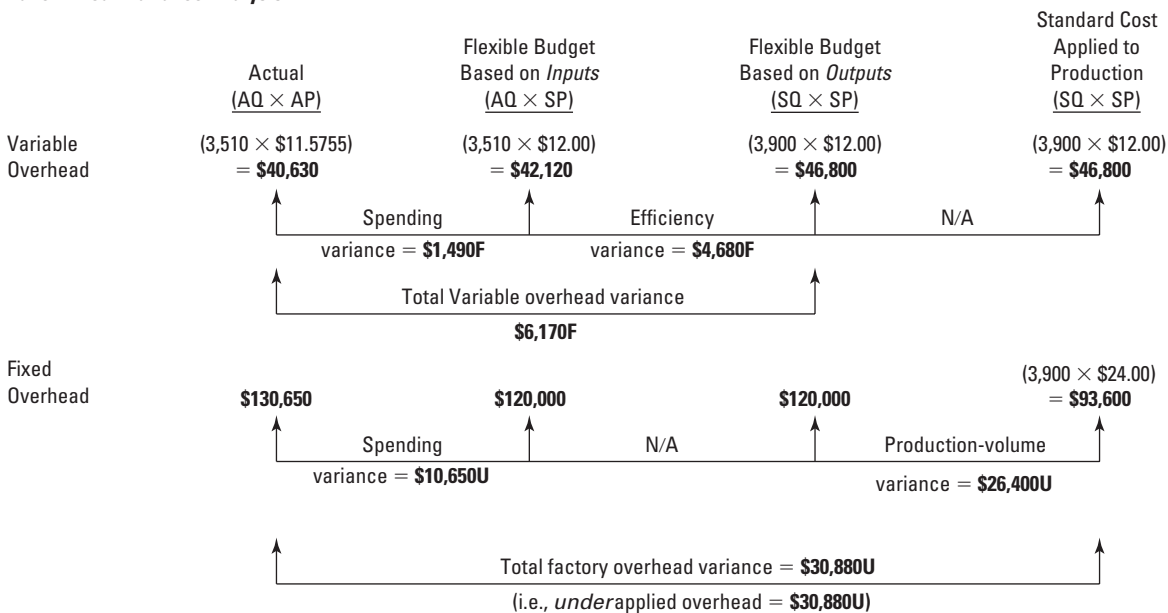 Standard Cost
Flexible Budget Flexible Budget Applied to
Actual Based on Inputs Based on Outputs Production
(AQ × AP) (AQ × SP) (SQ × SP) (SQ × SP)
Variable (3,510 × $11.5755) (3,510 × $12.00) (3,900 × $12.00) (3,900 × $12.00)
Overhead = $40,630 = $42,120 = $46,800 = $46,800
Spending Efficiency N/A
variance = $1,490F variance = $4,680F
Total Variable overhead variance
$6,170F
Fixed (3,900 × $24.00)
Overhead $130,650 $120,000 $120,000 = $93,600
Spending N/A Production-volume
variance = $10,650U variance = $26,400U
Total factory overhead variance = $30,880U
(i.e., underapplied overhead = $30,880U)